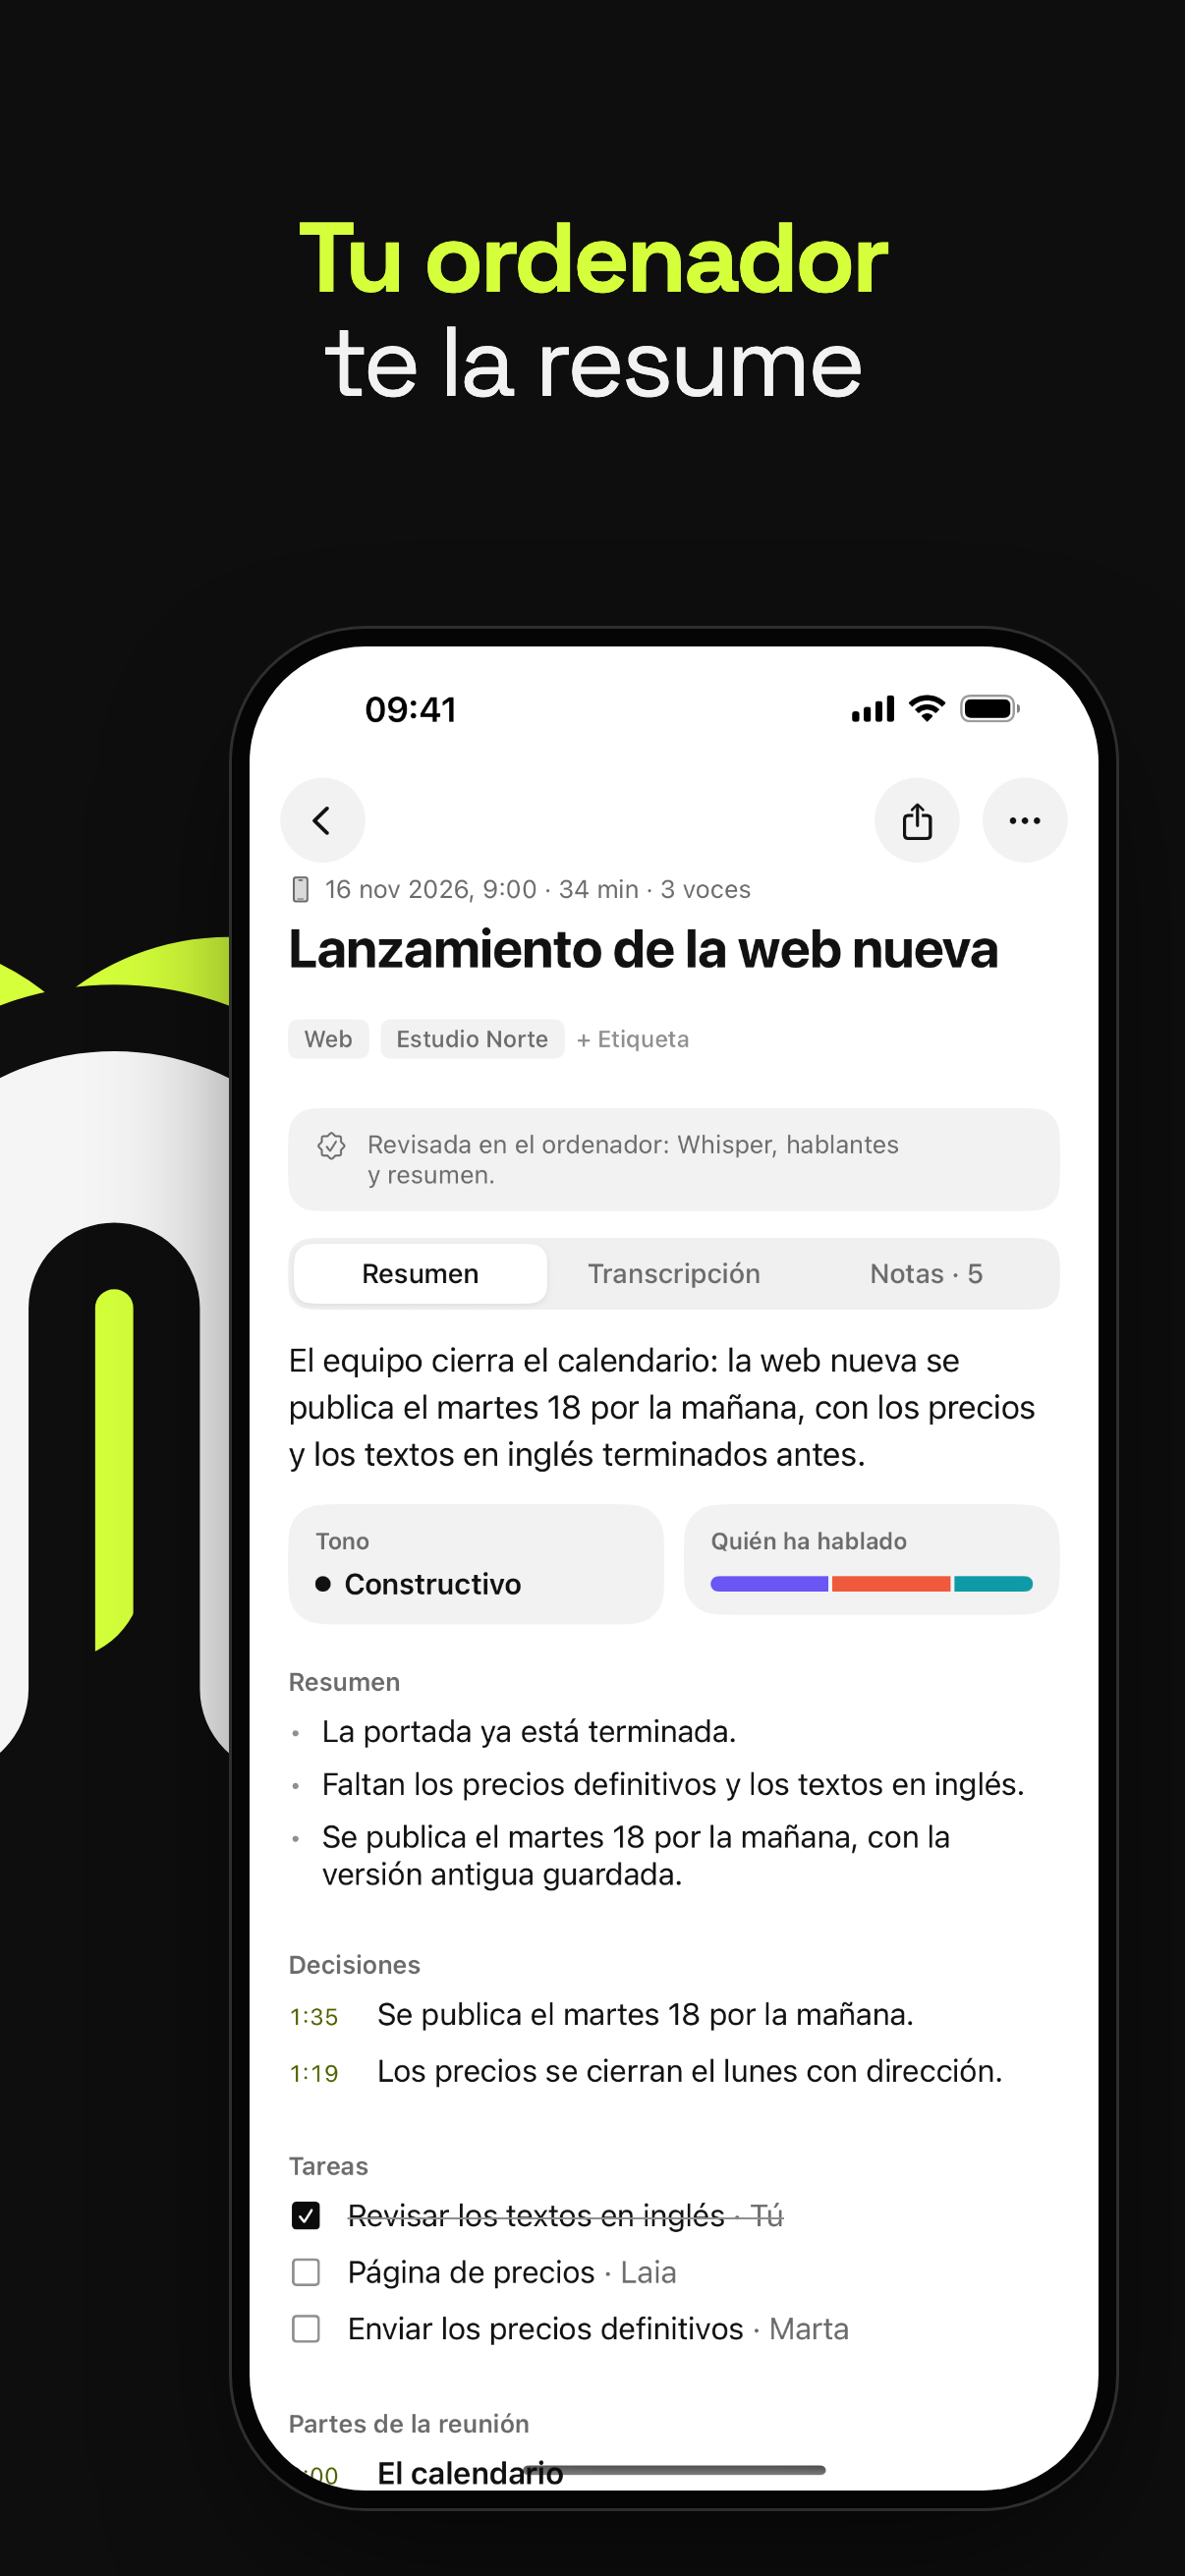 Tu ordenador
te la resume
09:41
16 nov 2026, 9:00 · 34 min · 3 voces
Lanzamiento de la web nueva
Web Estudio Norte + Etiqueta
Revisada en el ordenador: Whisper, hablantes
y resumen.
Resumen Transcripción Notas · 5
El equipo cierra el calendario: la web nueva se
publica el martes 18 por la mañana, con los precios
y los textos en inglés terminados antes.
Tono
Constructivo
Quién ha hablado
Resumen
• La portada ya está terminada.
• Faltan los precios definitivos y los textos en inglés.
• Se publica el martes 18 por la mañana, con la
versión antigua guardada.
Decisiones
1:35 Se publica el martes 18 por la mañana.
1:19 Los precios se cierran el lunes con dirección.
Tareas
Revisar los textos en inglés · Tú
Página de precios · Laia
Enviar los precios definitivos · Marta
Partes de la reunión
El calendario